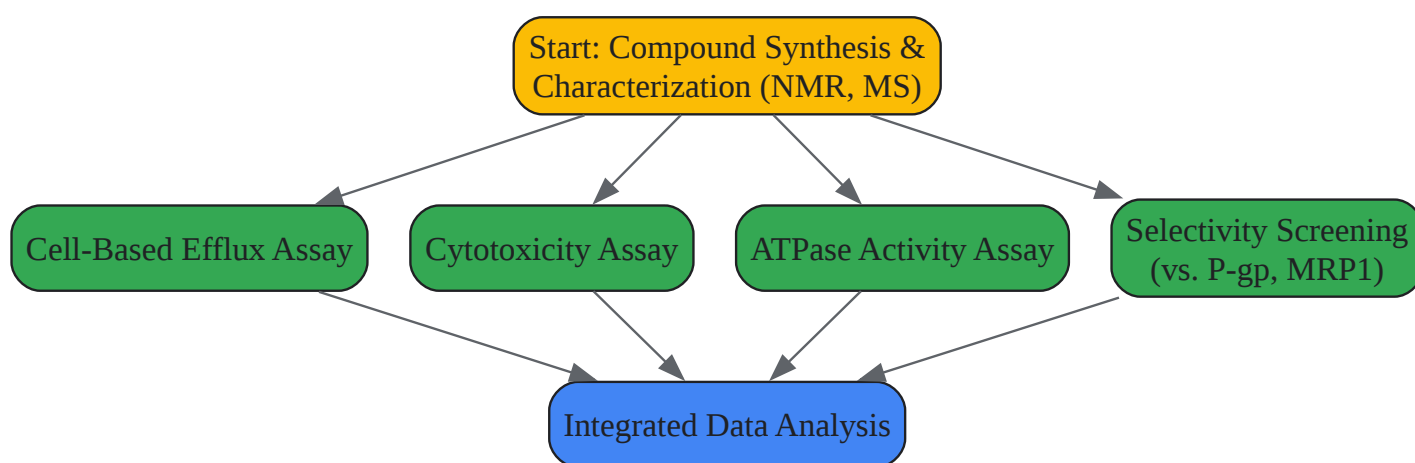 Start: Compound Synthesis &
Characterization (NMR, MS)
Cell-Based Efflux Assay
Cytotoxicity Assay
ATPase Activity Assay
Selectivity Screening
(vs. P-gp, MRP1)
Integrated Data Analysis